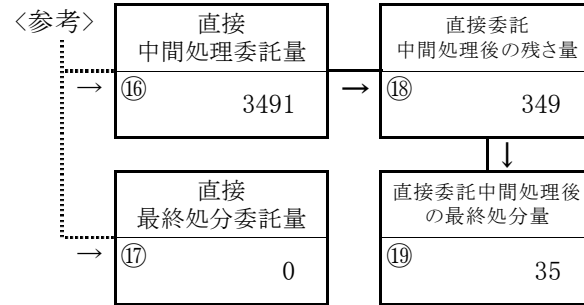 〈参考〉
直接
中間処理委託量
→
⑯
3491
→
直接委託
中間処理後の残さ量
⑱
349
↓
直接
最終処分委託量
→
⑰
0
直接委託中間処理後
の最終処分量
⑲
35